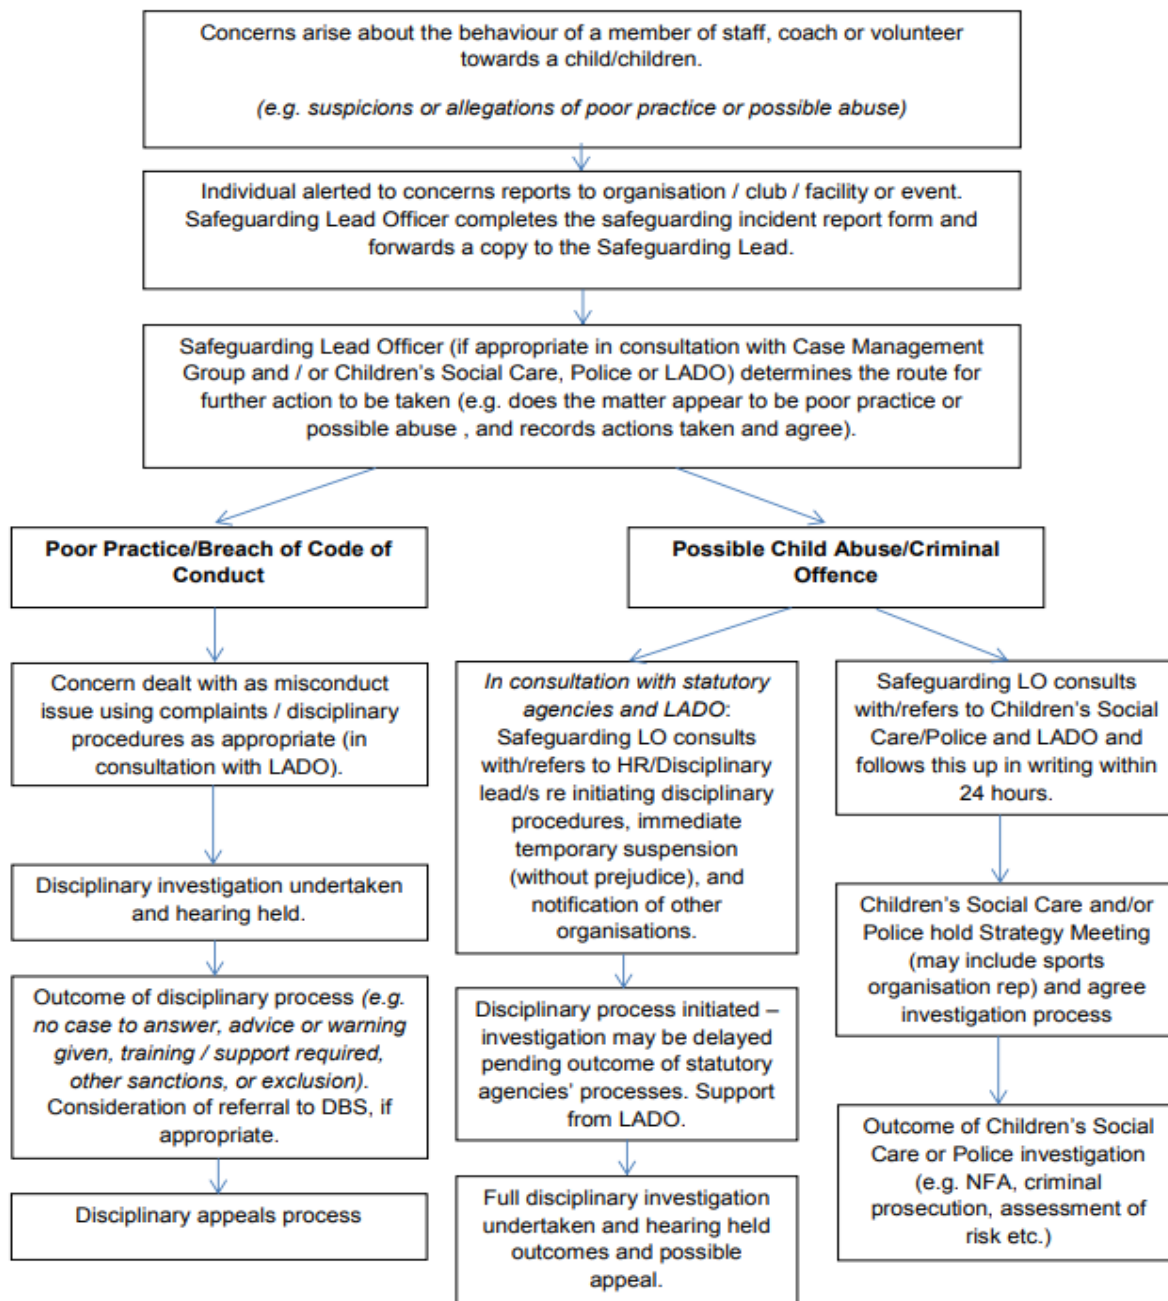 Concerns arise about the behaviour of a member of staff, coach or volunteer
towards a child/children.
(e.g. suspicions or allegations of poor practice or possible abuse)
Individual alerted to concerns reports to organisation / club / facility or event.
Safeguarding Lead Officer completes the safeguarding incident report form and
forwards a copy to the Safeguarding Lead.
Safeguarding Lead Officer (if appropriate in consultation with Case Management
Group and / or Children's Social Care, Police or LADO) determines the route for
further action to be taken (e.g. does the matter appear to be poor practice or
possible abuse , and records actions taken and agree).
Poor Practice/Breach of Code of
Conduct
Concern dealt with as misconduct
issue using complaints / disciplinary
procedures as appropriate (in
consultation with LADO).
Disciplinary investigation undertaken
and hearing held.
Outcome of disciplinary process (e.g.
no case to answer, advice or warning
given, training / support required,
other sanctions, or exclusion).
Consideration of referral to DBS, if
appropriate.
Disciplinary appeals process
Possible Child Abuse/Criminal
Offence
In consultation with statutory
agencies and LADO:
Safeguarding LO consults
with/refers to HR/Disciplinary
lead/s re initiating disciplinary
procedures, immediate
temporary suspension
(without prejudice), and
notification of other
organisations.
Disciplinary process initiated –
investigation may be delayed
pending outcome of statutory
agencies' processes. Support
from LADO.
Full disciplinary investigation
undertaken and hearing held
outcomes and possible
appeal.
Safeguarding LO consults
with/refers to Children's Social
Care/Police and LADO and
follows this up in writing within
24 hours.
Children's Social Care and/or
Police hold Strategy Meeting
(may include sports
organisation rep) and agree
investigation process
Outcome of Children's Social
Care or Police investigation
(e.g. NFA, criminal
prosecution, assessment of
risk etc.)